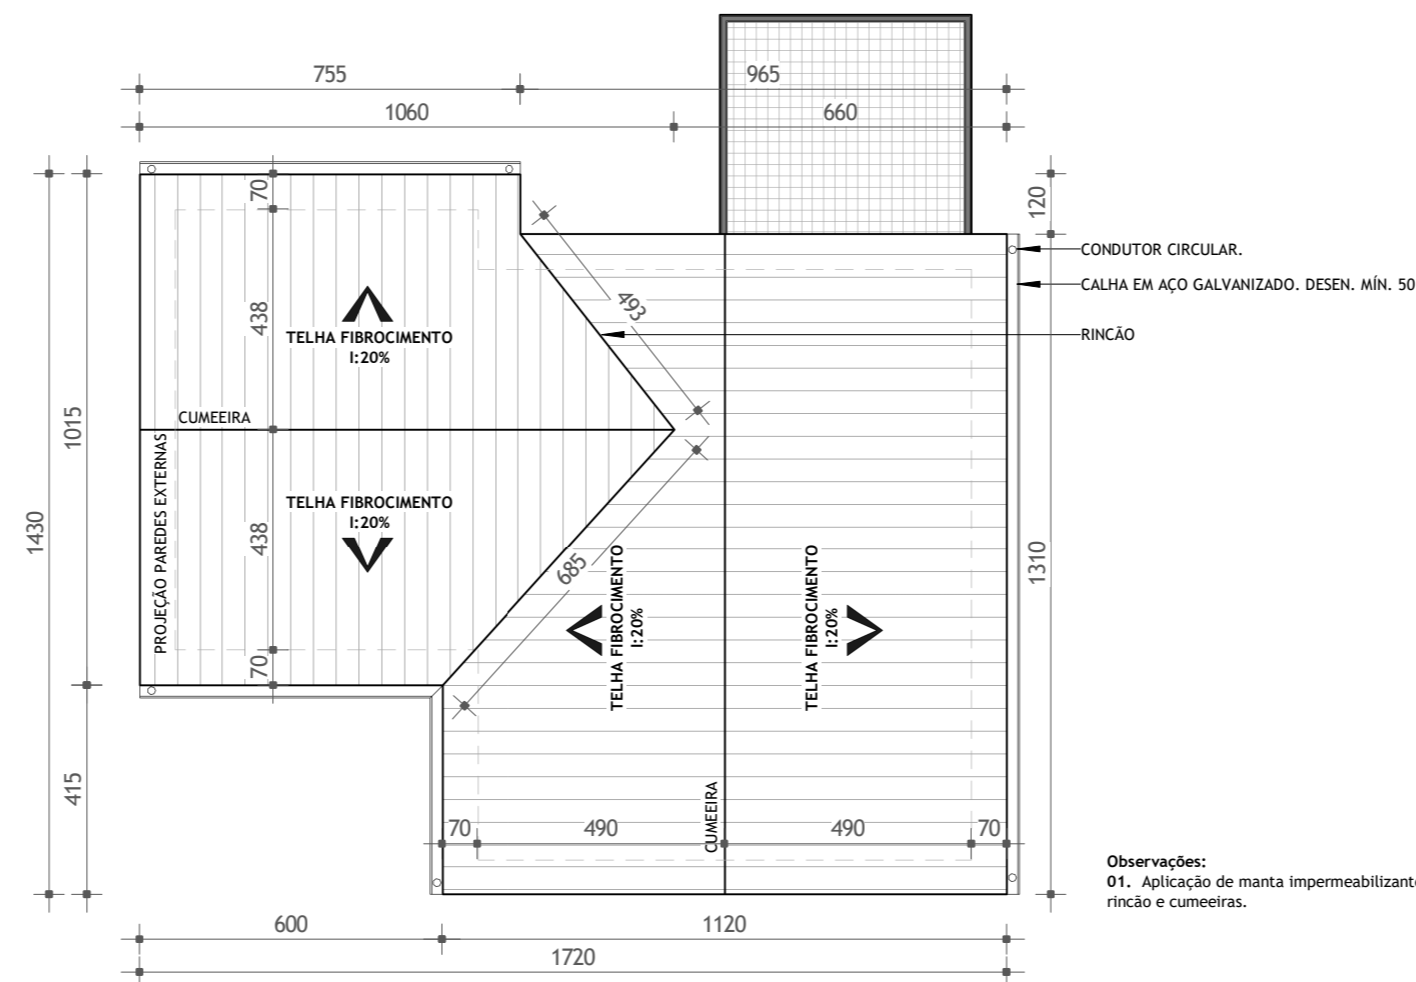 755
965
1060
660
70
120
CONDUTOR CIRCULAR.
CALHA EM AÇO GALVANIZADO. DESEN. MÍN. 50
493
438
TELHA FIBROCIMENTO
I:20%
RINCÃO
CUMEEIRA
1015
PROJEÇÃO PAREDES EXTERNAS
TELHA FIBROCIMENTO
I:20%
438
1430
685
TELHA FIBROCIMENTO
I:20%
TELHA FIBROCIMENTO
I:20%
1310
70
415
CUMEEIRA
70
490
490
70
Observações:
01. Aplicação de manta impermeabilizante
rincão e cumeeiras.
600
1120
1720